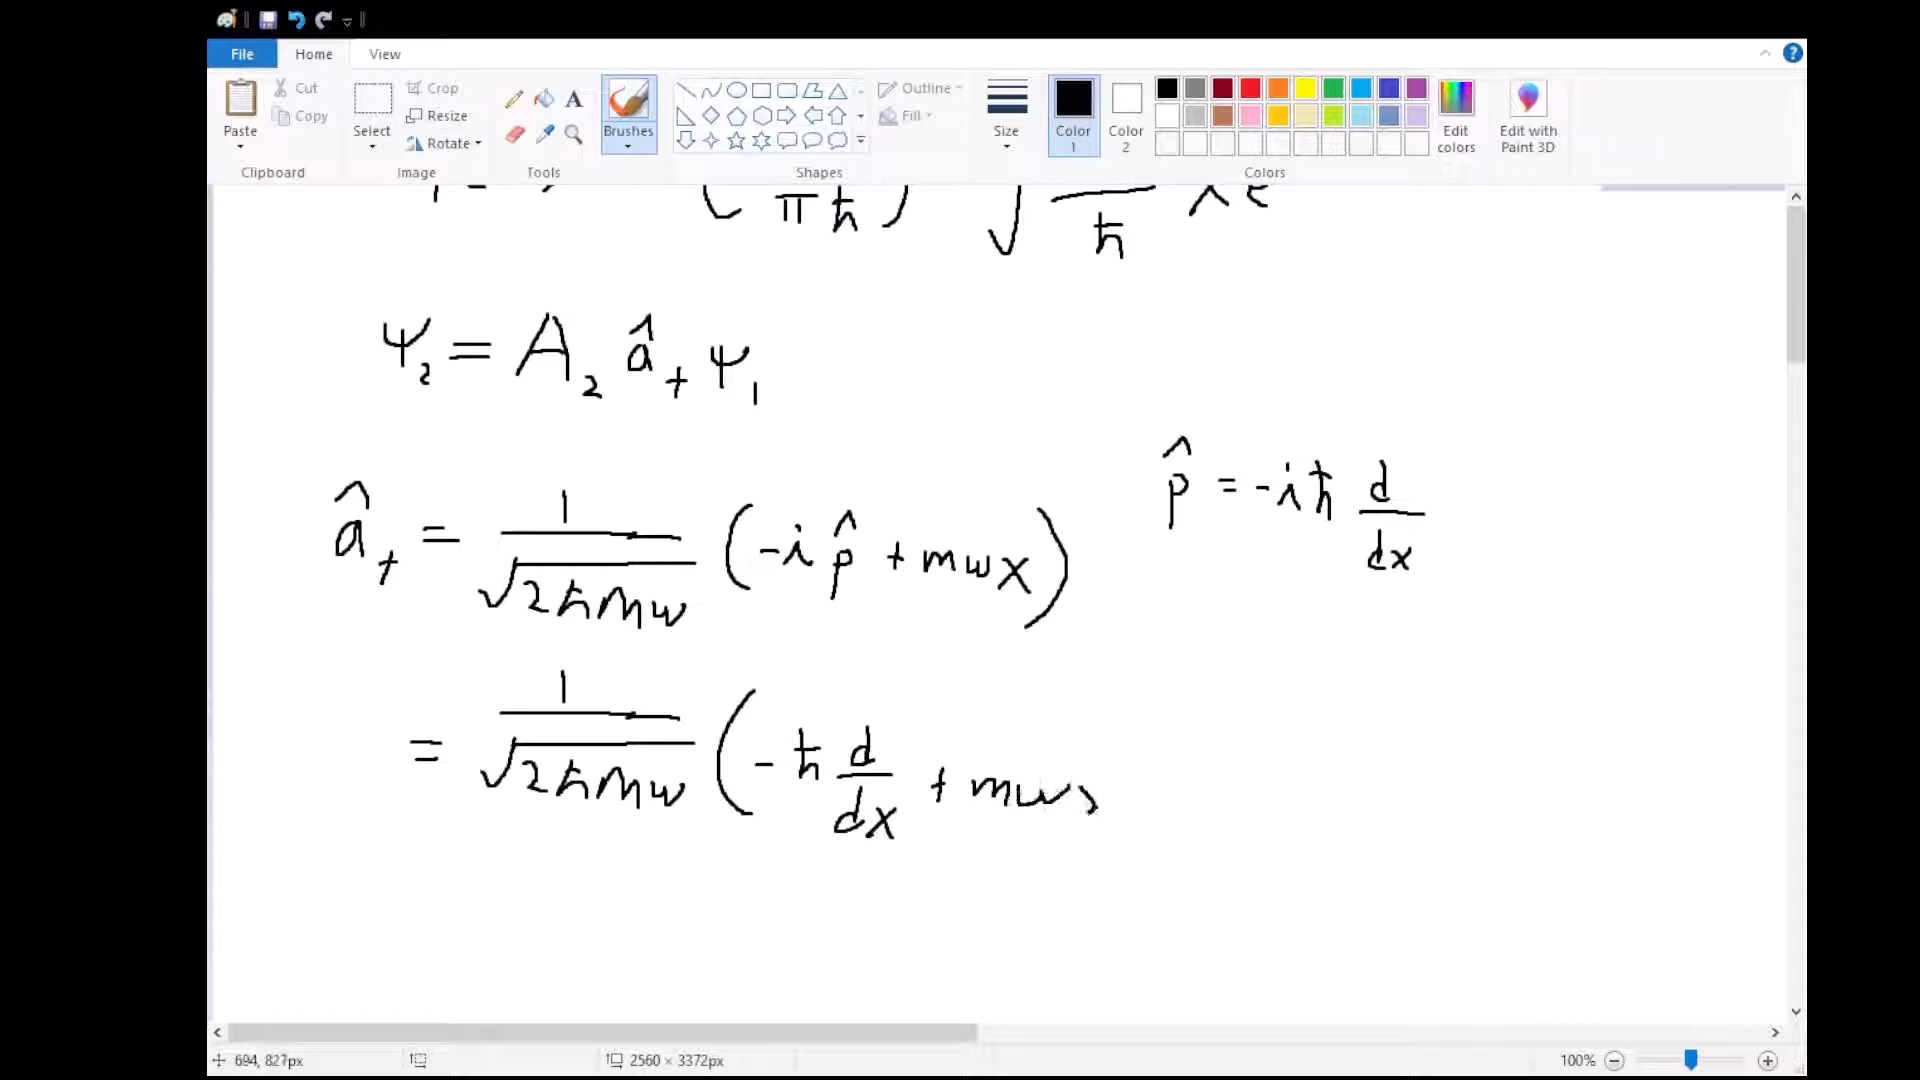 File Home View
Paste Cut Copy Clipboard
Select Crop Resize Rotate Image
A Tools
Brushes
Outline Fill Shapes
Size
Color 1 Color 2 Edit colors Edit with Paint 3D Colors
(πħ) √ ħ x e
Ψ₂ = A₂ â₊ Ψ₁
p̂ = -iħ d/dx
â₊ = 1/√2ħmω (-i p̂ + mωx)
= 1/√2ħmω (-ħ d/dx + mω
694, 827px 2560 × 3372px 100%